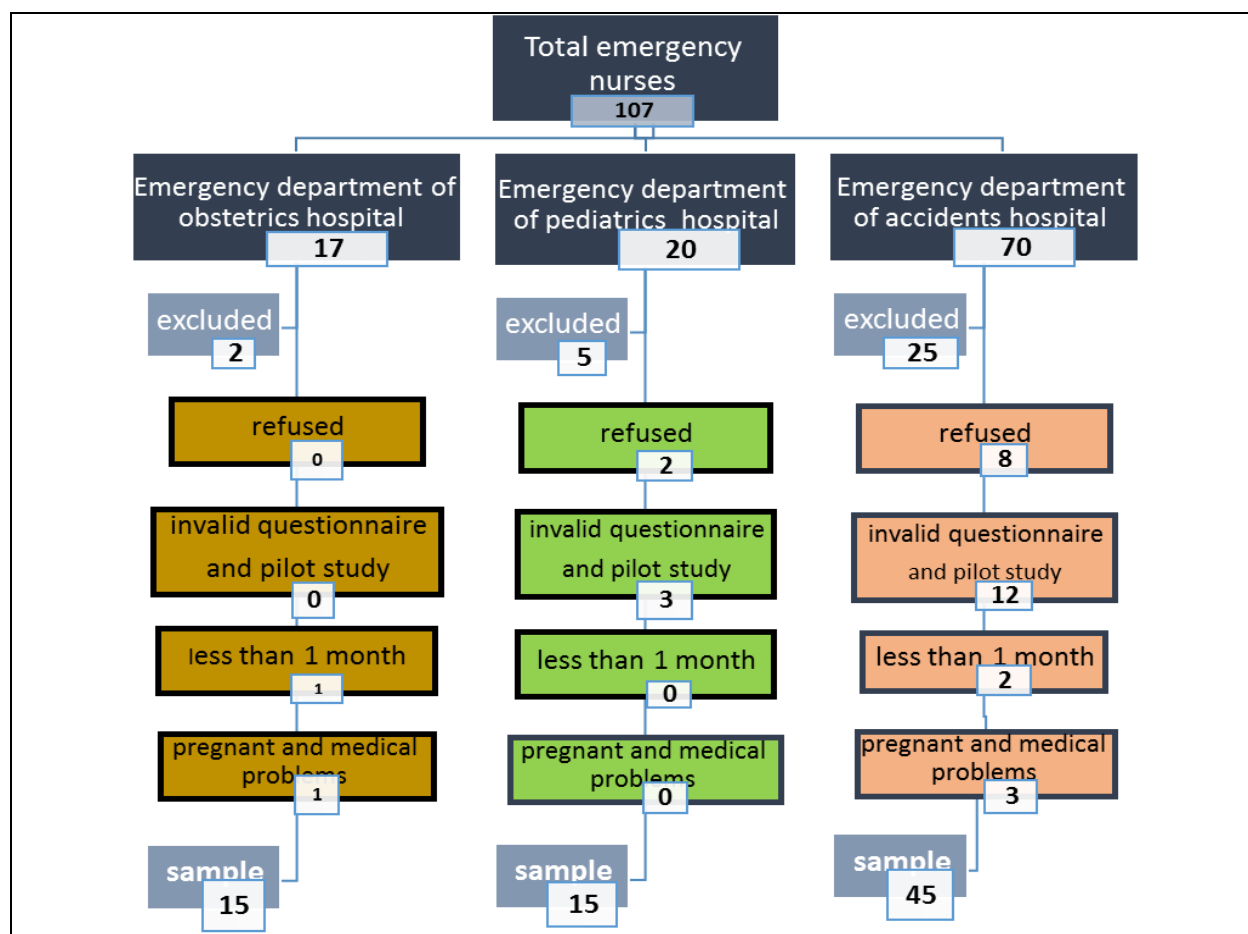 Total emergency
nurses
107
Emergency department of
obstetrics hospital
17
excluded
2
refused
0
invalid questionnaire
and pilot study
0
less than 1 month
1
pregnant and medical
problems
1
sample
15
Emergency department
of pediatrics hospital
20
excluded
5
refused
2
invalid questionnaire
and pilot study
3
less than 1 month
0
pregnant and medical
problems
0
sample
15
Emergency department
of accidents hospital
70
excluded
25
refused
8
invalid questionnaire
and pilot study
12
less than 1 month
2
pregnant and medical
problems
3
sample
45